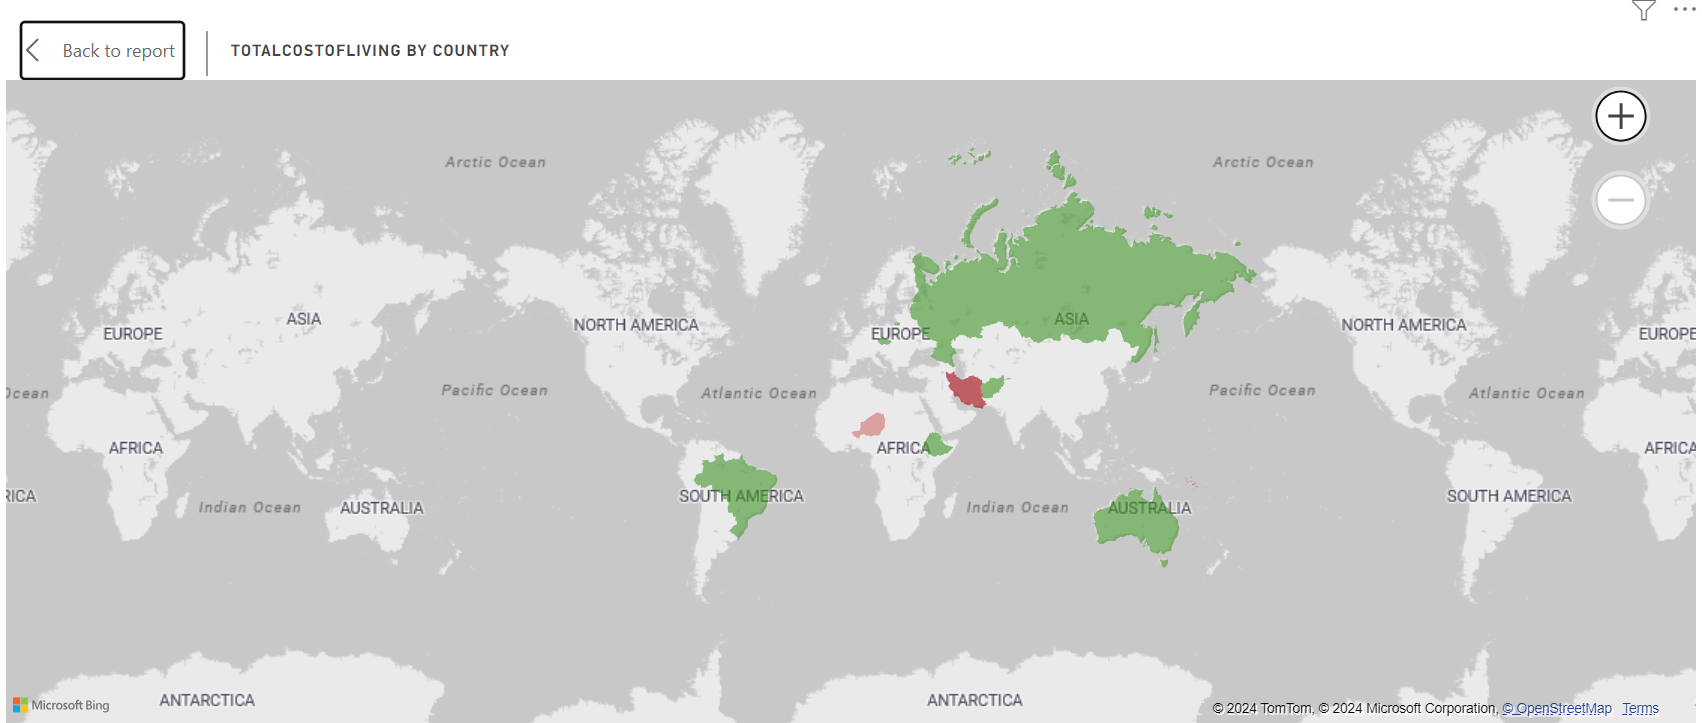 Back to report
TOTALCOSTOFLIVING BY COUNTRY
Arctic Ocean
Arctic Ocean
EUROPE
ASIA
NORTH AMERICA
EUROPE
ASIA
NORTH AMERICA
EUROPE
Ocean
Pacific Ocean
Atlantic Ocean
Pacific Ocean
Atlantic Ocean
AFRICA
AFRICA
AFRICA
RICA
Indian Ocean
AUSTRALIA
SOUTH AMERICA
Indian Ocean
AUSTRALIA
SOUTH AMERICA
ANTARCTICA
ANTARCTICA
Microsoft Bing
© 2024 TomTom, © 2024 Microsoft Corporation, © OpenStreetMap Terms